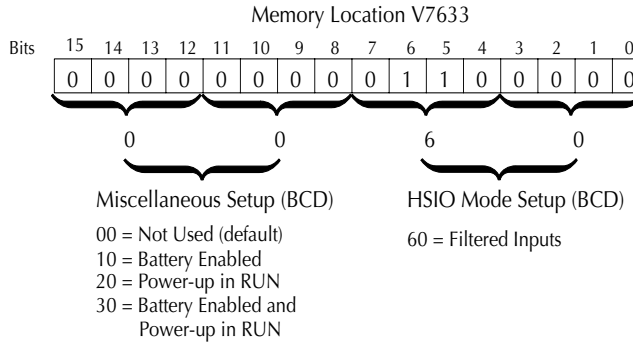 Memory Location V7633
Bits 15 14 13 12 11 10 9 8 7 6 5 4 3 2 1 0
0 0 0 0 0 0 0 0 0 1 1 0 0 0 0 0
0 0 6 0
Miscellaneous Setup (BCD)
00 = Not Used (default)
10 = Battery Enabled
20 = Power-up in RUN
30 = Battery Enabled and
Power-up in RUN
HSIO Mode Setup (BCD)
60 = Filtered Inputs